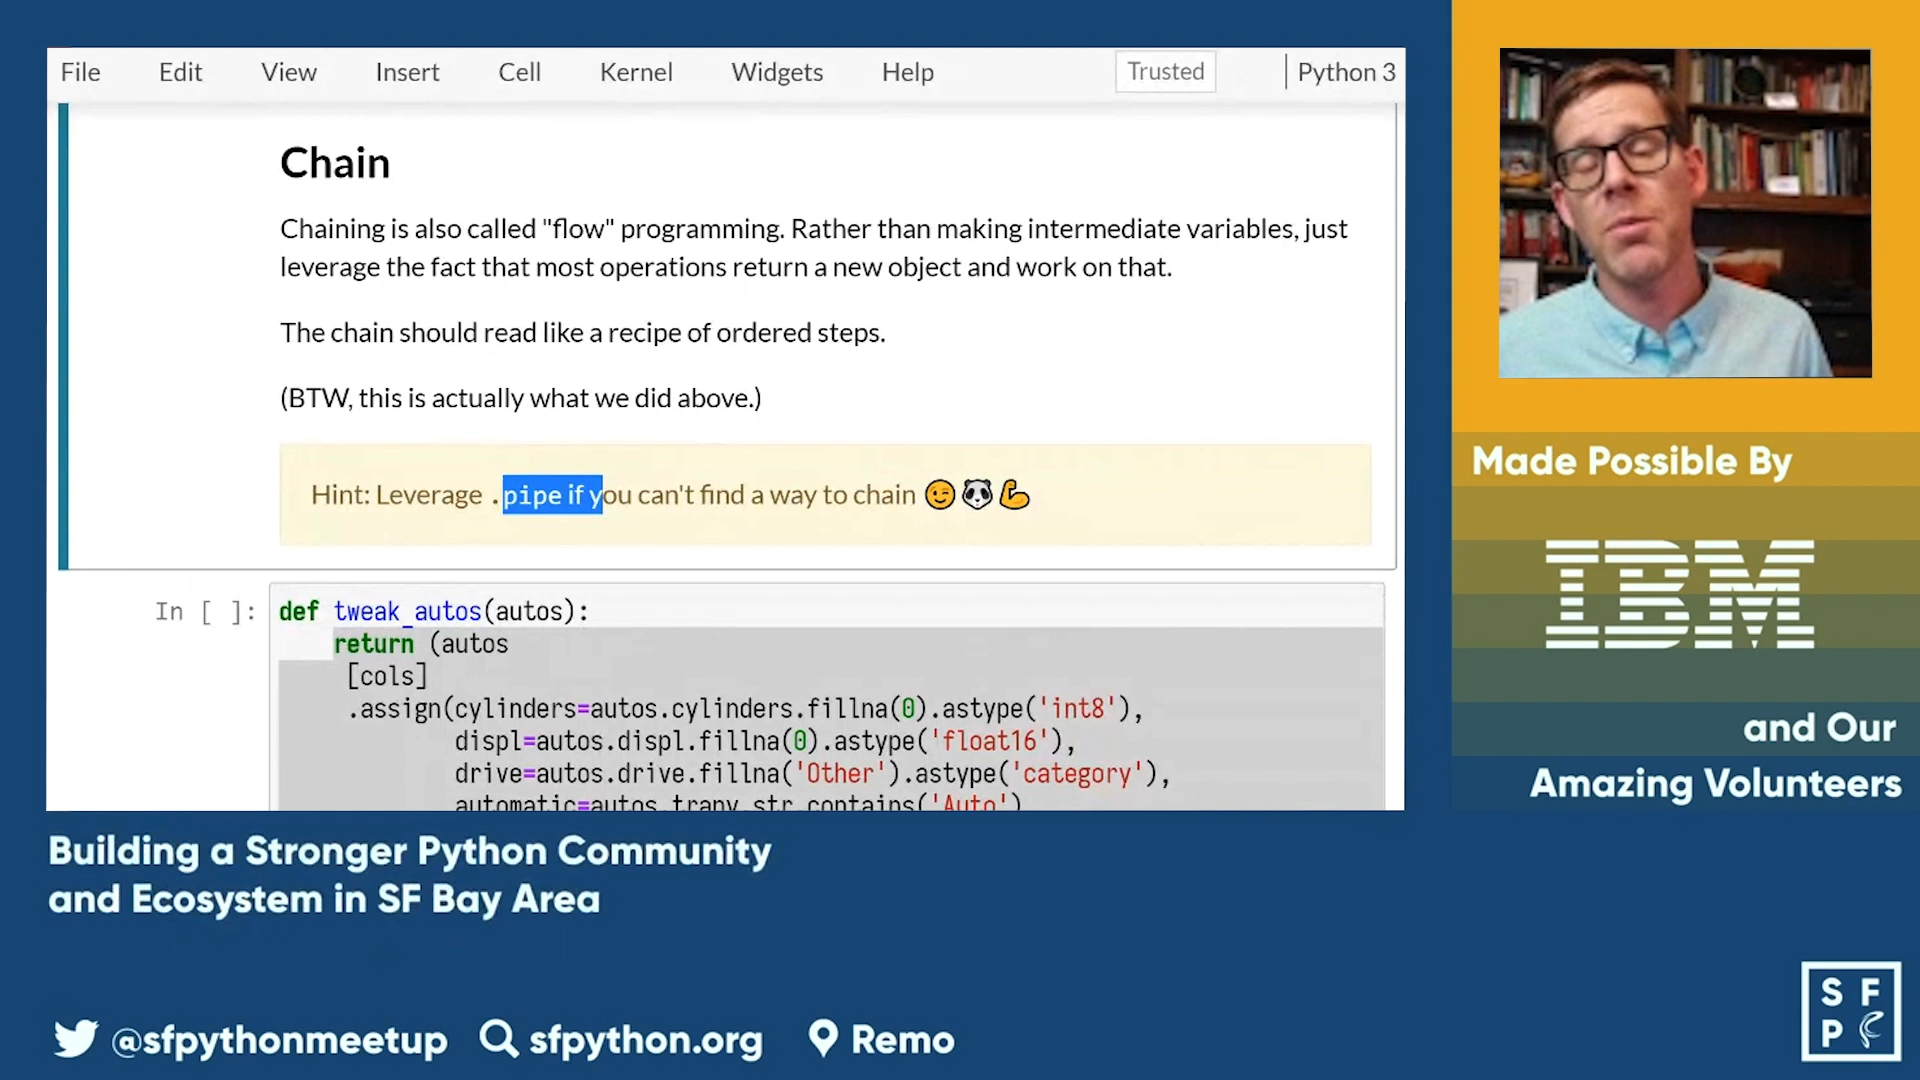 File Edit View Insert Cell Kernel Widgets Help Trusted Python 3
Chain
Chaining is also called "flow" programming. Rather than making intermediate variables, just
leverage the fact that most operations return a new object and work on that.
The chain should read like a recipe of ordered steps.
(BTW, this is actually what we did above.)
Hint: Leverage .pipe if you can't find a way to chain 😉🐼💪
In [ ]: def tweak_autos(autos):
return (autos
[cols]
.assign(cylinders=autos.cylinders.fillna(0).astype('int8'),
displ=autos.displ.fillna(0).astype('float16'),
drive=autos.drive.fillna('Other').astype('category'),
automatic=autos.trany.str.contains('Auto')
Made Possible By
IBM
and Our
Amazing Volunteers
Building a Stronger Python Community
and Ecosystem in SF Bay Area
@sfpythonmeetup sfpython.org Remo
S F
P